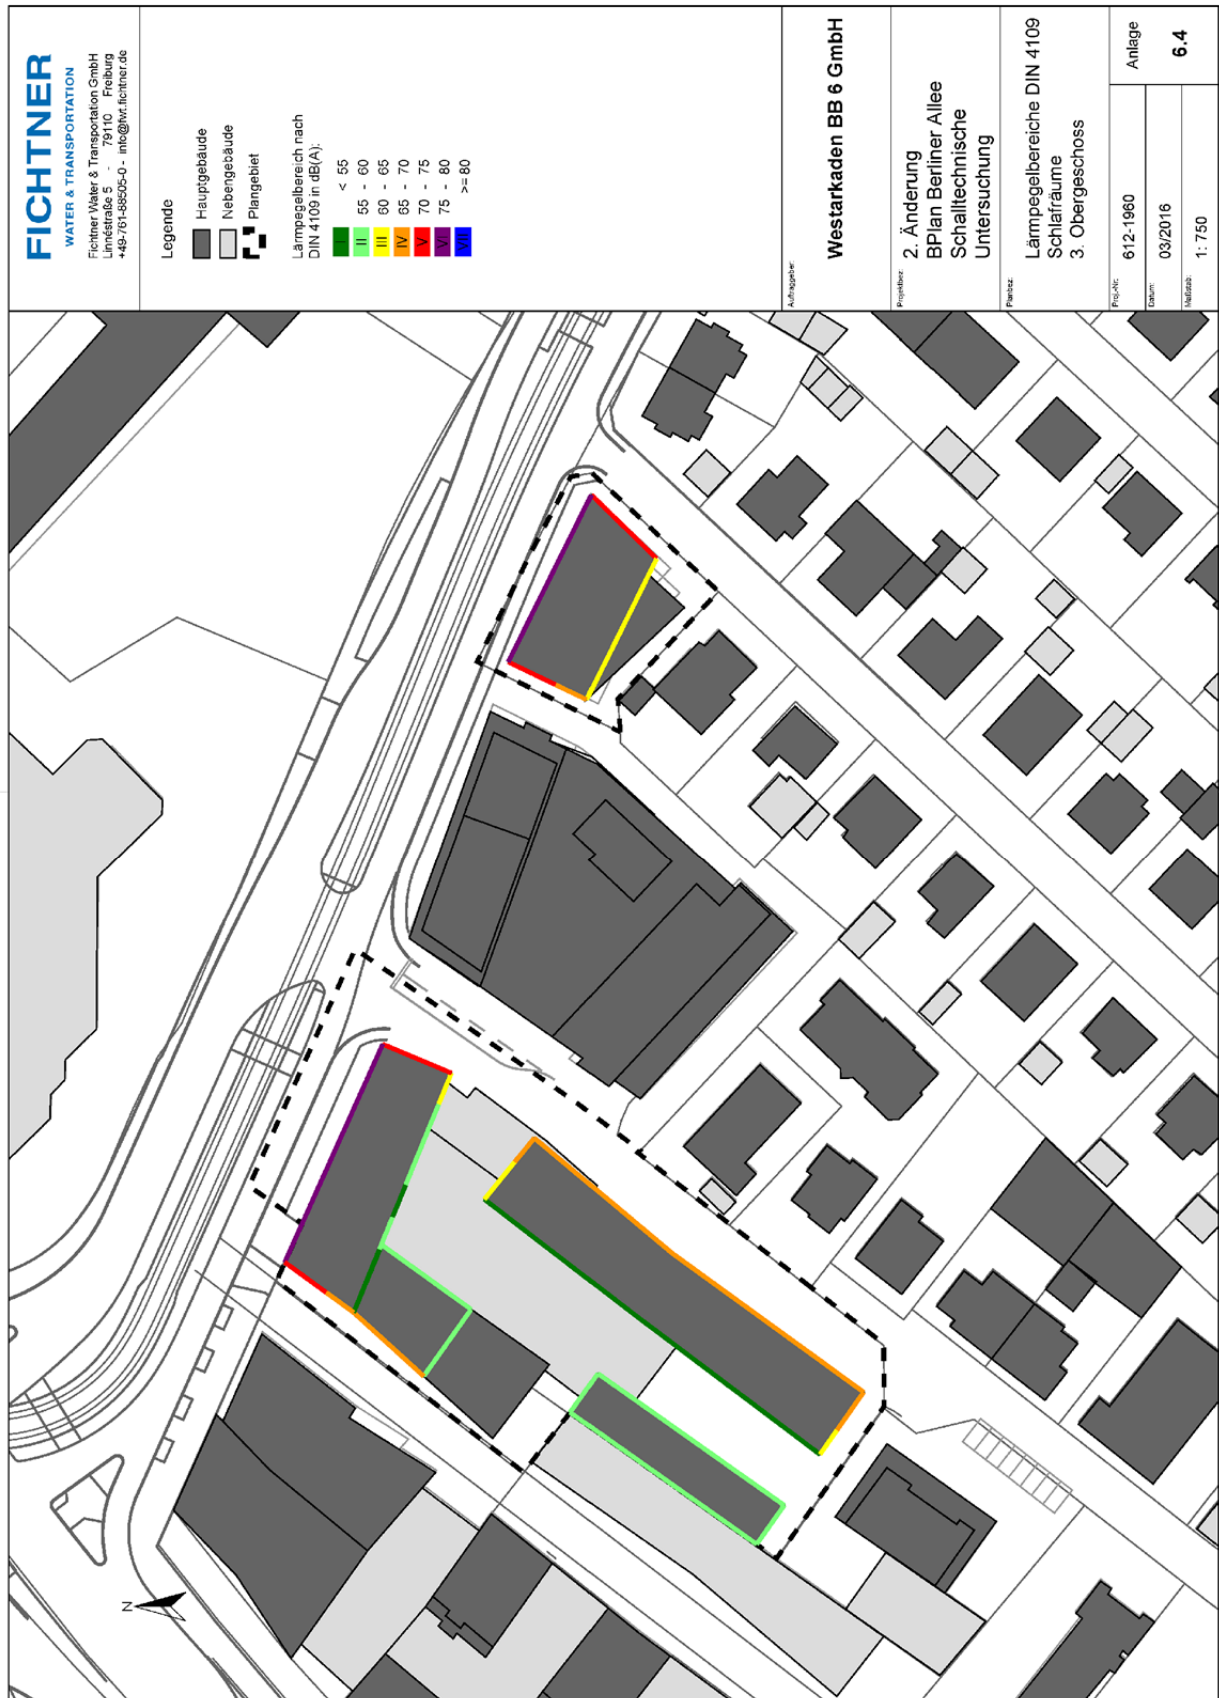 FICHTNER
WATER & TRANSPORTATION
Fichtner Water & Transportation GmbH
Linnéstraße 5 - 79110 Freiburg
+49-761-88505-0 - info@fwt.fichtner.de
Legende
Hauptgebäude
Nebengebäude
Plangebiet
Lärmpegelbereich nach
DIN 4109 in dB(A):
I < 55
II 55 - 60
III 60 - 65
IV 65 - 70
V 70 - 75
VI 75 - 80
VII >= 80
Auftraggeber:
Westarkaden BB 6 GmbH
Projektbez:
2. Änderung
BPlan Berliner Allee
Schalltechnische
Untersuchung
Planbez:
Lärmpegelbereiche DIN 4109
Schlafräume
3. Obergeschoss
Proj.-Nr.:
612-1960
Datum:
03/2016
Maßstab:
1: 750
Anlage
6.4
N